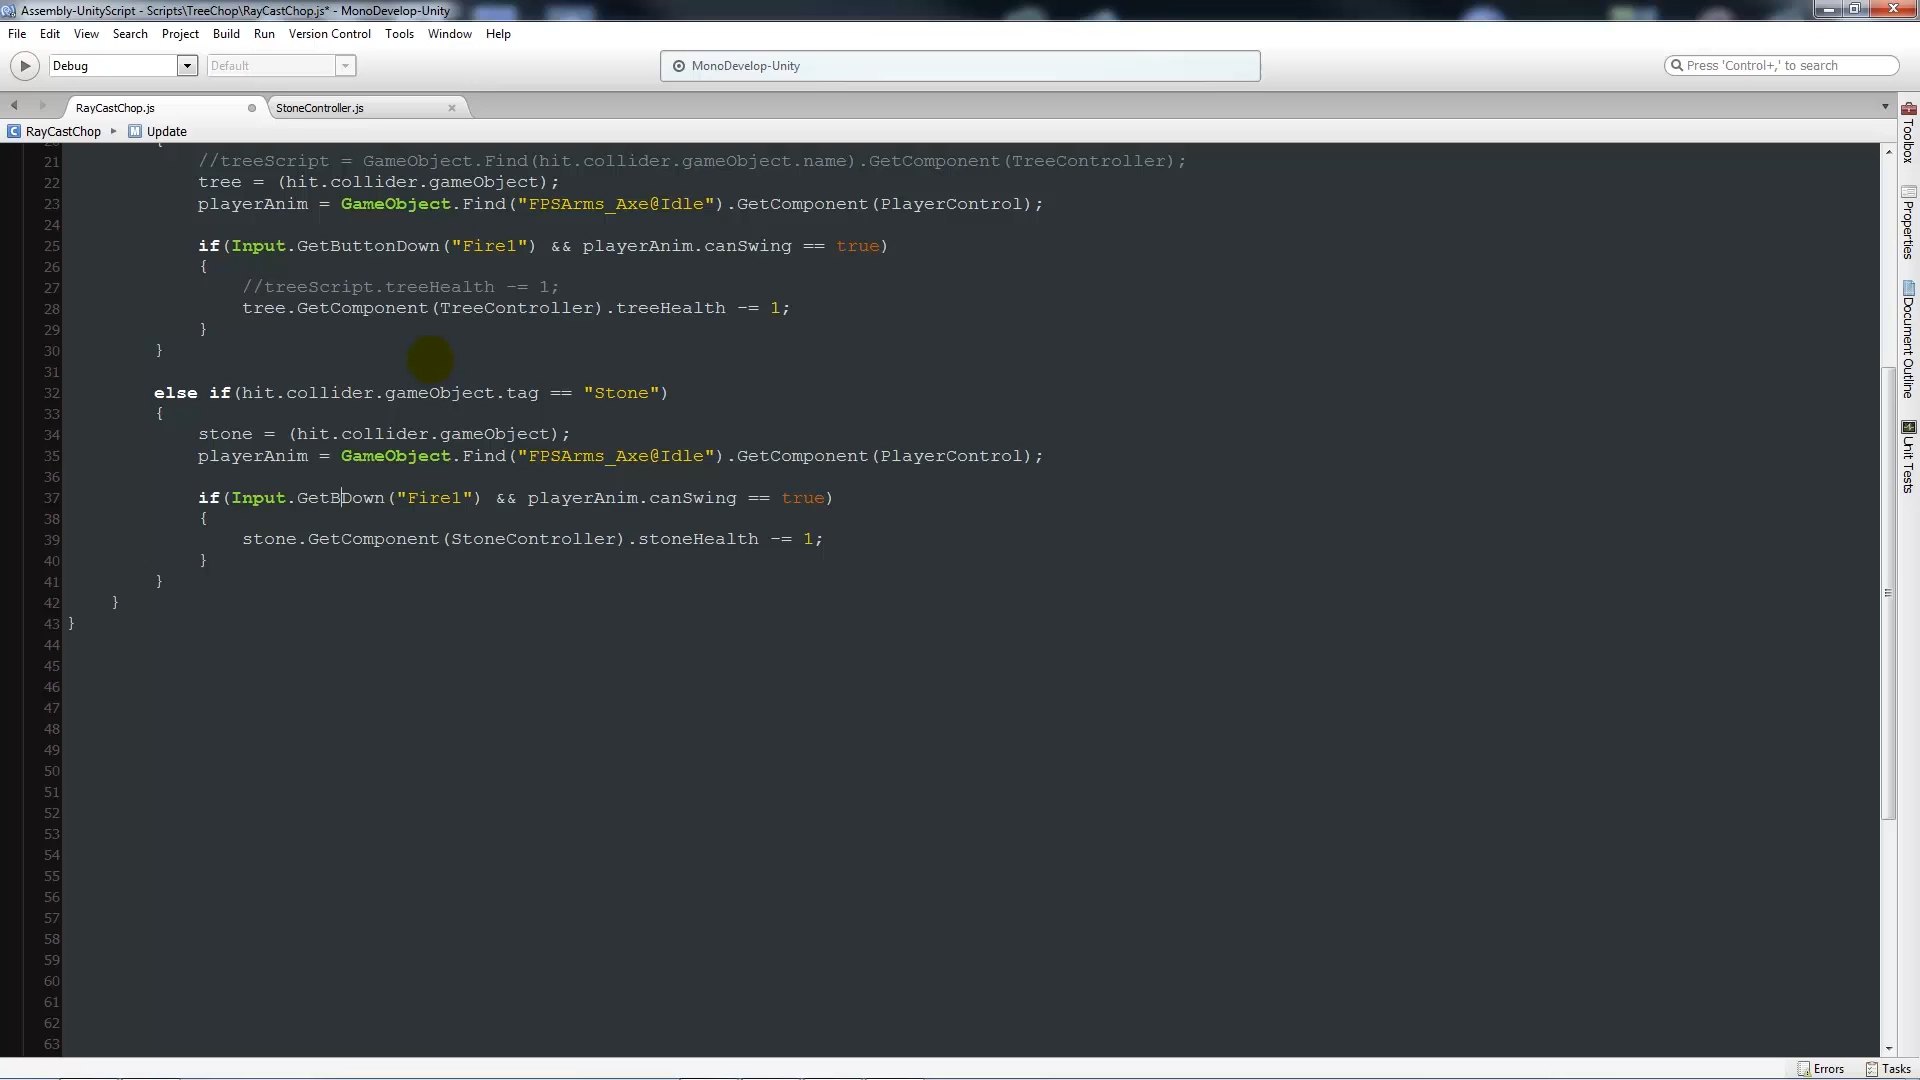 Assembly-UnityScript - Scripts\TreeChop\RayCastChop.js* - MonoDevelop-Unity
File Edit View Search Project Build Run Version Control Tools Window Help
Debug Default MonoDevelop-Unity Press 'Control+,' to search
RayCastChop.js StoneController.js
RayCastChop Update
{
21 //treeScript = GameObject.Find(hit.collider.gameObject.name).GetComponent(TreeController);
22 tree = (hit.collider.gameObject);
23 playerAnim = GameObject.Find("FPSArms_Axe@Idle").GetComponent(PlayerControl);
24
25 if(Input.GetButtonDown("Fire1") && playerAnim.canSwing == true)
26 {
27 //treeScript.treeHealth -= 1;
28 tree.GetComponent(TreeController).treeHealth -= 1;
29 }
30 }
31
32 else if(hit.collider.gameObject.tag == "Stone")
33 {
34 stone = (hit.collider.gameObject);
35 playerAnim = GameObject.Find("FPSArms_Axe@Idle").GetComponent(PlayerControl);
36
37 if(Input.GetBDown("Fire1") && playerAnim.canSwing == true)
38 {
39 stone.GetComponent(StoneController).stoneHealth -= 1;
40 }
41 }
42 }
43 }
44
45
46
47
48
49
50
51
52
53
54
55
56
57
58
59
60
61
62
63
Toolbox
Properties
Document Outline
Unit Tests
Errors Tasks